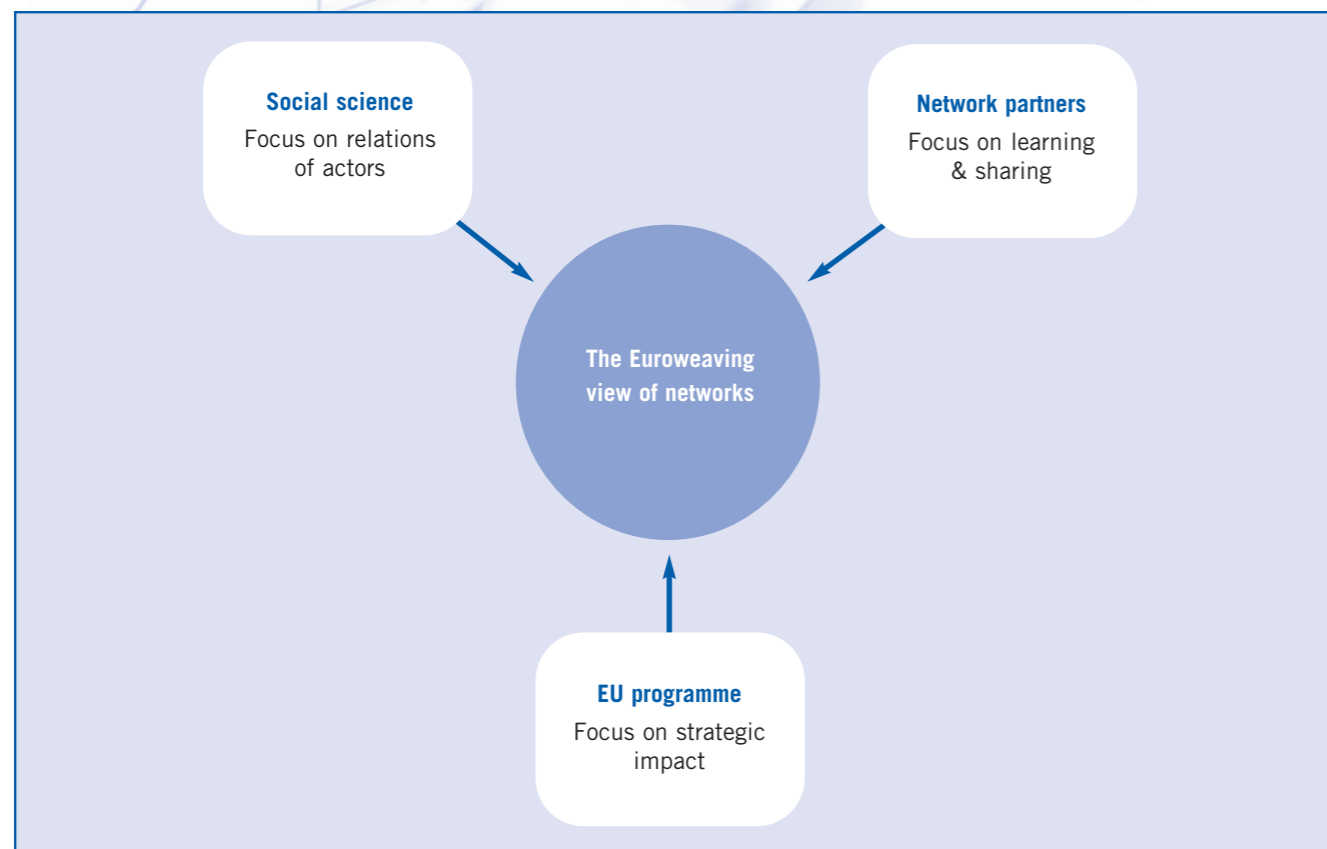 Social science
Focus on relations
of actors
Network partners
Focus on learning
& sharing
The Euroweaving
view of networks
EU programme
Focus on strategic
impact